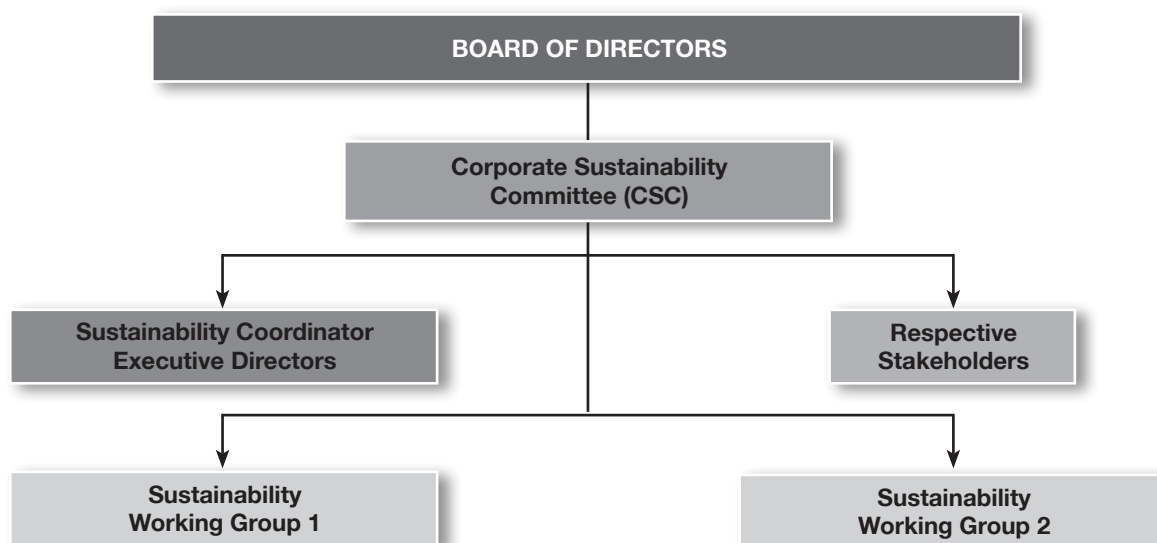 BOARD OF DIRECTORS
Corporate Sustainability
Committee (CSC)
Sustainability Coordinator
Executive Directors
Respective
Stakeholders
Sustainability
Working Group 1
Sustainability
Working Group 2